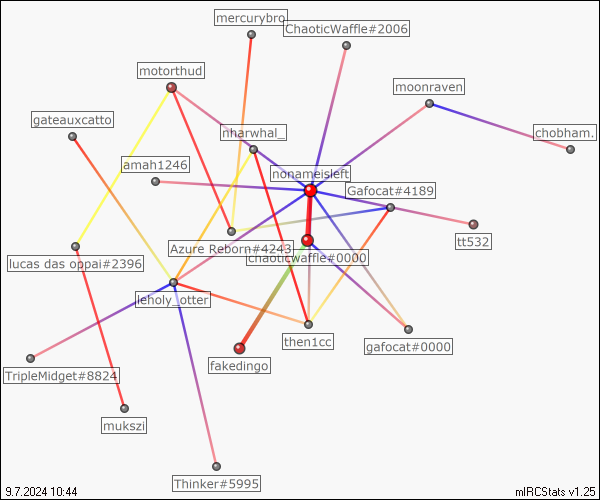 mercurybro
ChaoticWaffle#2006
motorthud
moonraven
gateauxcatto
nharwhal_
chobham.
amah1246
nonameisleft
Gafocat#4189
Azure Reborn#4243
tt532
lucas das oppai#2396
chaoticwaffle#0000
leholy_otter
then1cc
gafocat#0000
fakedingo
TripleMidget#8824
mukszi
Thinker#5995
9.7.2024 10:44
mIRCStats v1.25